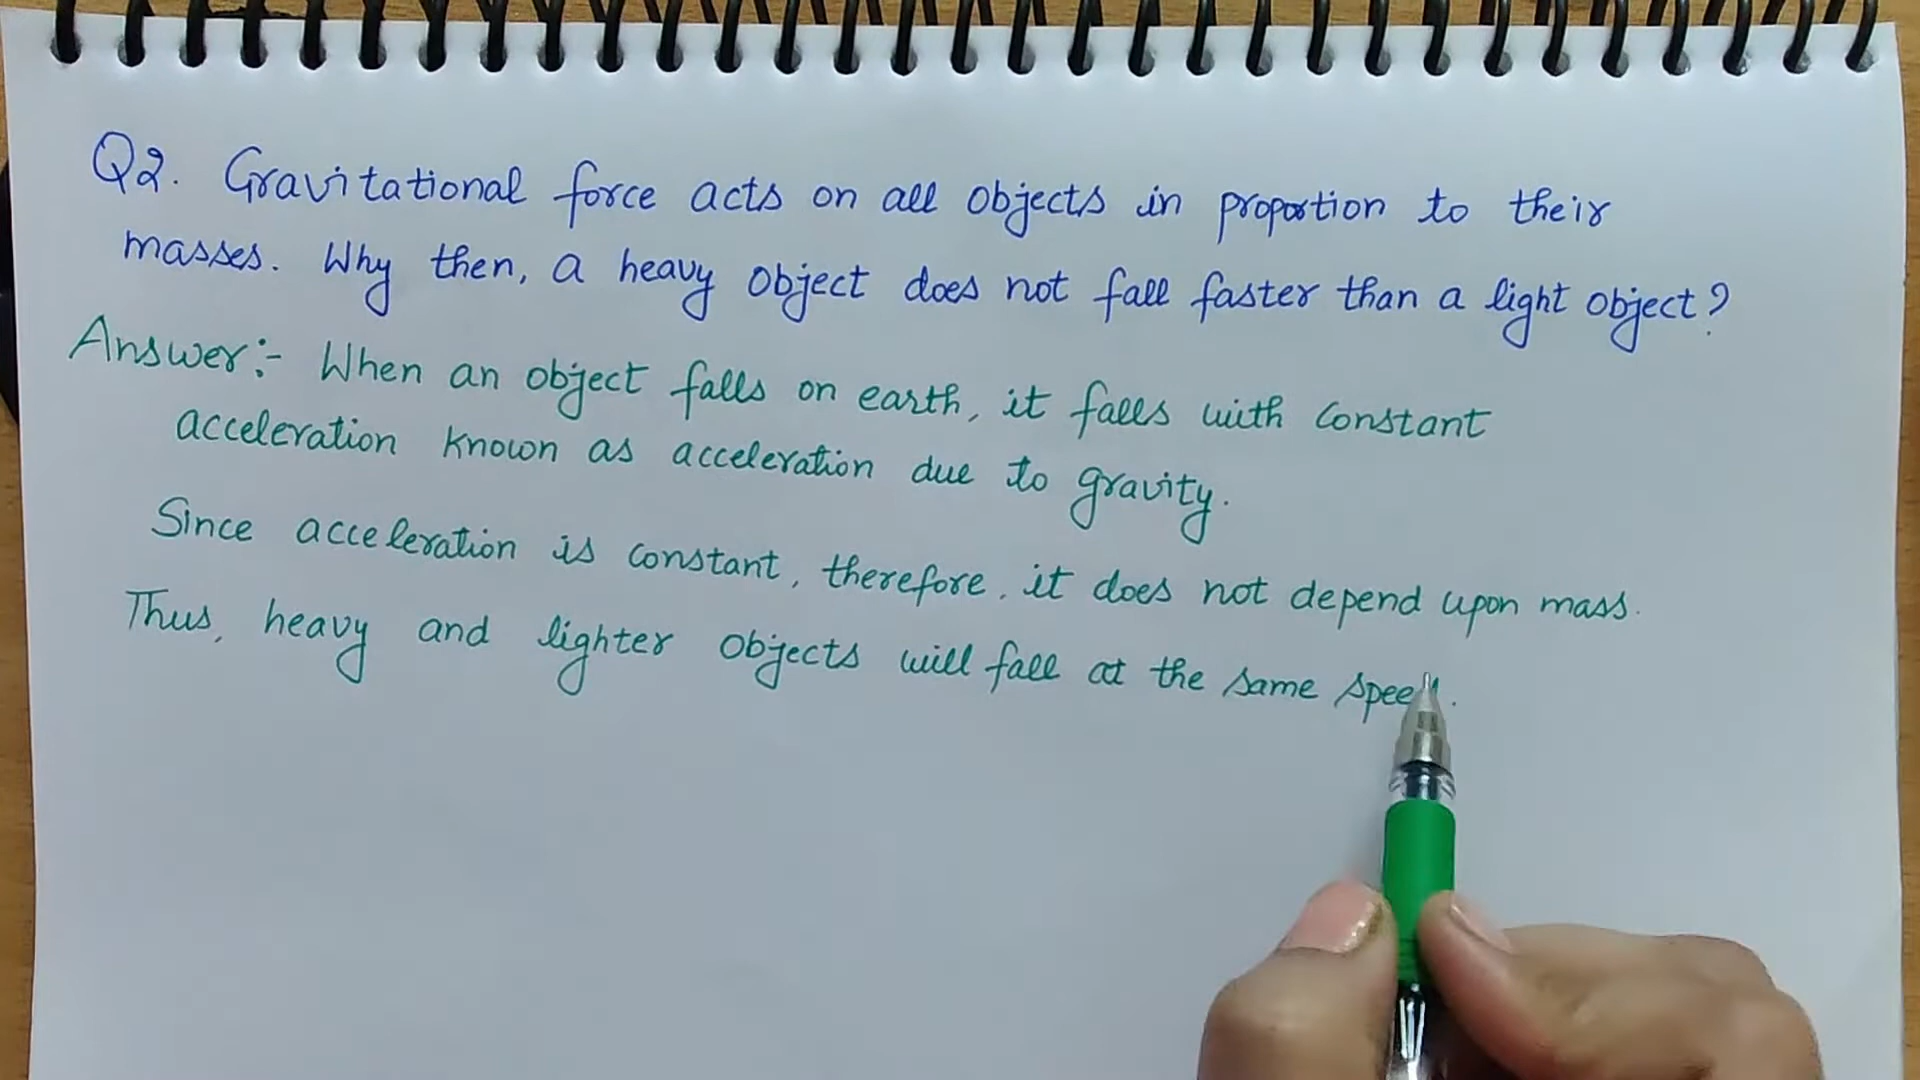 Q2. Gravitational force acts on all objects in proportion to their
masses. Why then, a heavy object does not fall faster than a light object?
Answer:- When an object falls on earth, it falls with constant
acceleration known as acceleration due to gravity.
Since acceleration is constant, therefore, it does not depend upon mass.
Thus, heavy and lighter objects will fall at the same speed.